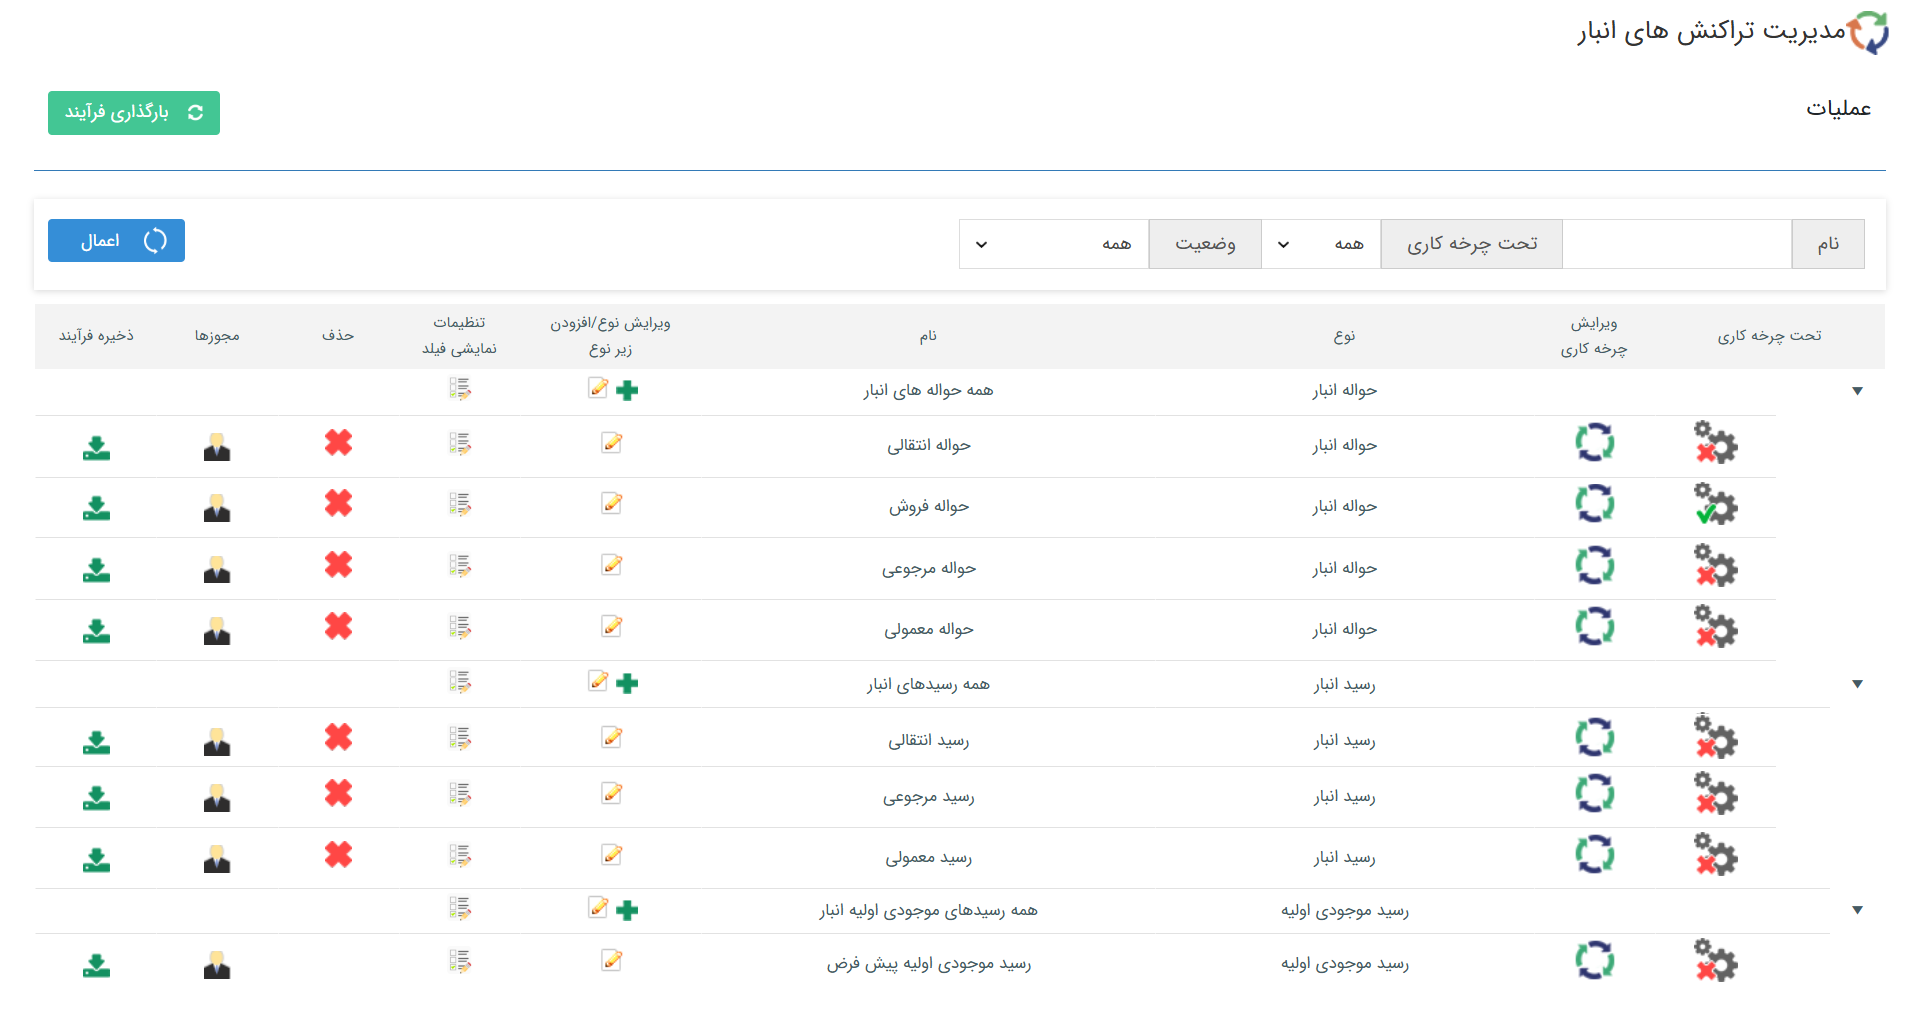 مدیریت تراکنش های انبار
عملیات
بارگذاری فرآیند
نام
تحت چرخه کاری
همه
وضعیت
همه
اعمال
تحت چرخه کاری
ویرایش
چرخه کاری
نوع
نام
ویرایش نوع/افزودن
زیر نوع
تنظیمات
نمایشی فیلد
حذف
مجوزها
ذخیره فرآیند
حواله انبار
همه حواله های انبار
حواله انبار
حواله انتقالی
حواله انبار
حواله فروش
حواله انبار
حواله مرجوعی
حواله انبار
حواله معمولی
رسید انبار
همه رسیدهای انبار
رسید انبار
رسید انتقالی
رسید انبار
رسید مرجوعی
رسید انبار
رسید معمولی
رسید موجودی اولیه
همه رسیدهای موجودی اولیه انبار
رسید موجودی اولیه
رسید موجودی اولیه پیش فرض